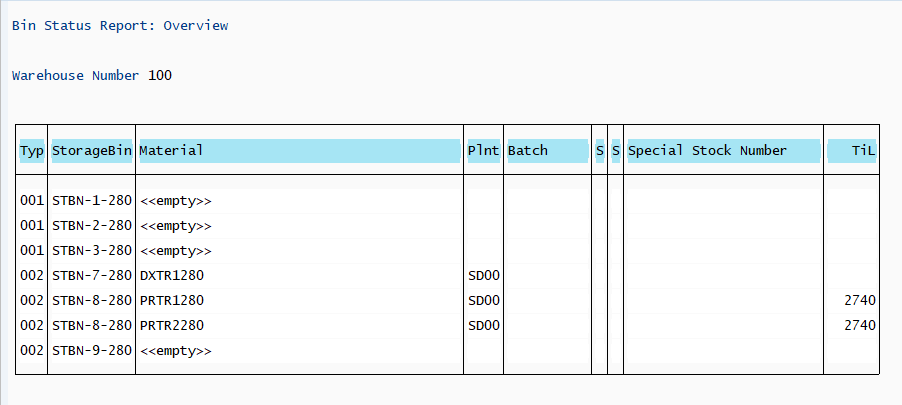 Bin Status Report: Overview
Warehouse Number 100
Typ StorageBin Material Plnt Batch S S Special Stock Number TiL
001 STBN-1-280 <<empty>>
001 STBN-2-280 <<empty>>
001 STBN-3-280 <<empty>>
002 STBN-7-280 DXTR1280 SD00
002 STBN-8-280 PRTR1280 SD00 2740
002 STBN-8-280 PRTR2280 SD00 2740
002 STBN-9-280 <<empty>>